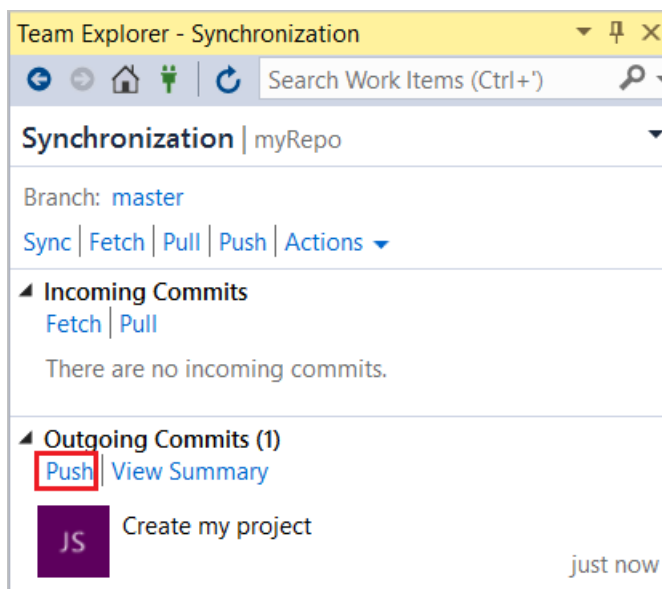 Team Explorer - Synchronization
Search Work Items (Ctrl+')
Synchronization | myRepo
Branch: master
Sync | Fetch | Pull | Push | Actions
Incoming Commits
Fetch | Pull
There are no incoming commits.
Outgoing Commits (1)
Push | View Summary
JS Create my project
just now